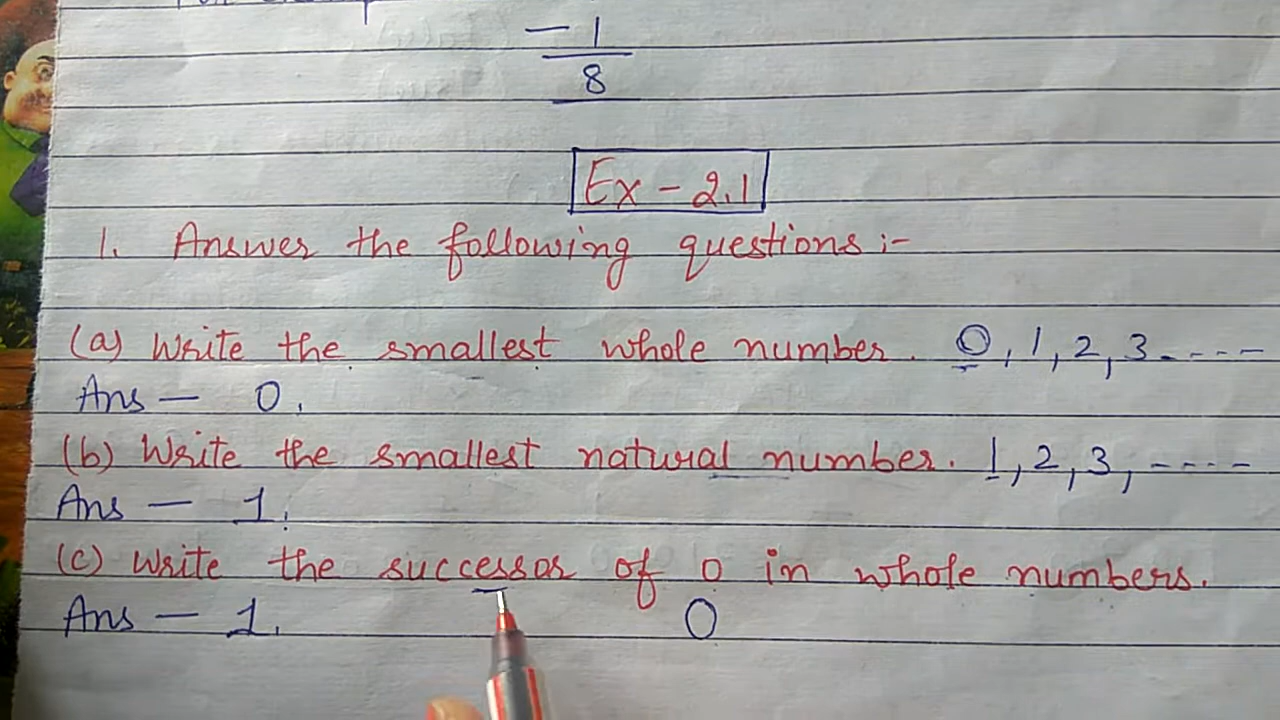 - 1
8
Ex - 2.1
1. Answer the following questions :-
(a) Write the smallest whole number. 0, 1, 2, 3 - - - -
Ans - 0.
(b) Write the smallest natural number. 1, 2, 3, - - - -
Ans - 1.
(c) Write the successor of 0 in whole numbers.
Ans - 1. 0